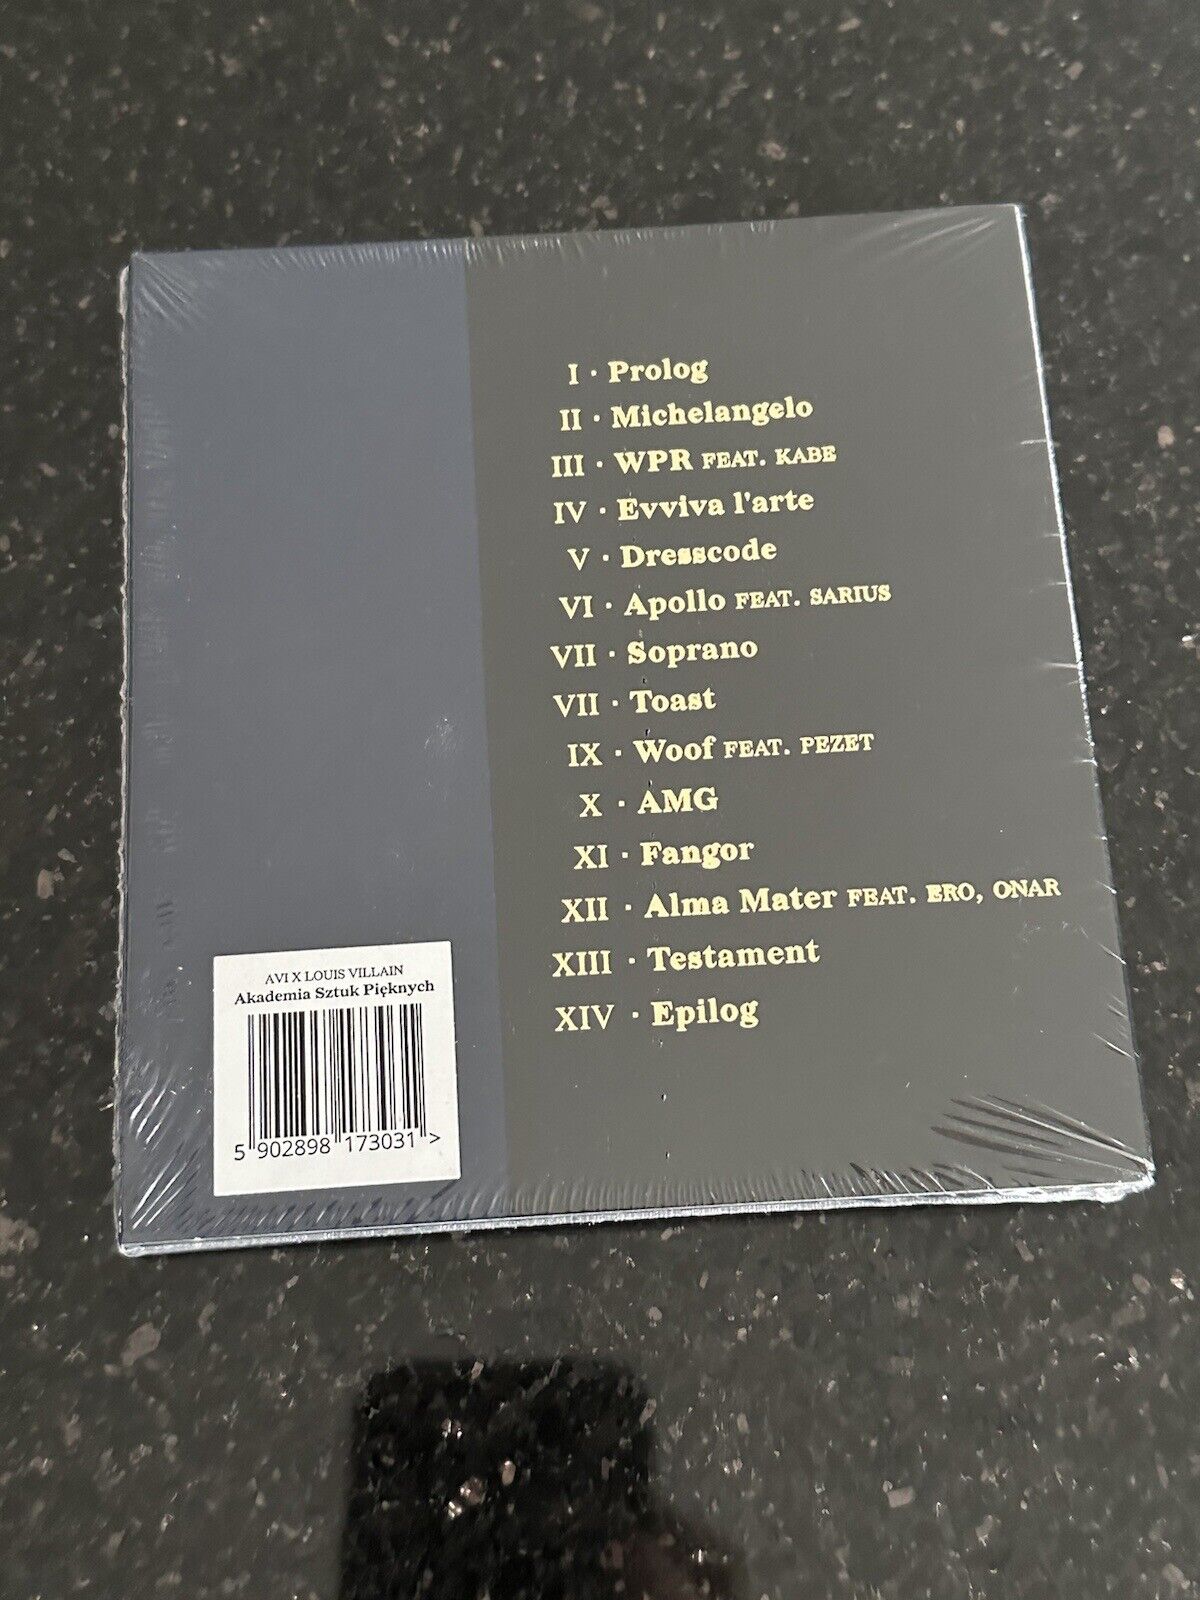 I · Prolog
II · Michelangelo
III · WPR FEAT. KABE
IV · Evviva l'arte
V · Dresscode
VI · Apollo FEAT. SARIUS
VII · Soprano
VII · Toast
IX · Woof FEAT. PEZET
X · AMG
XI · Fangor
XII · Alma Mater FEAT. ERO, ONAR
XIII · Testament
XIV · Epilog
AVI X LOUIS VILLAIN
Akademia Sztuk Pięknych
5 902898 173031 >